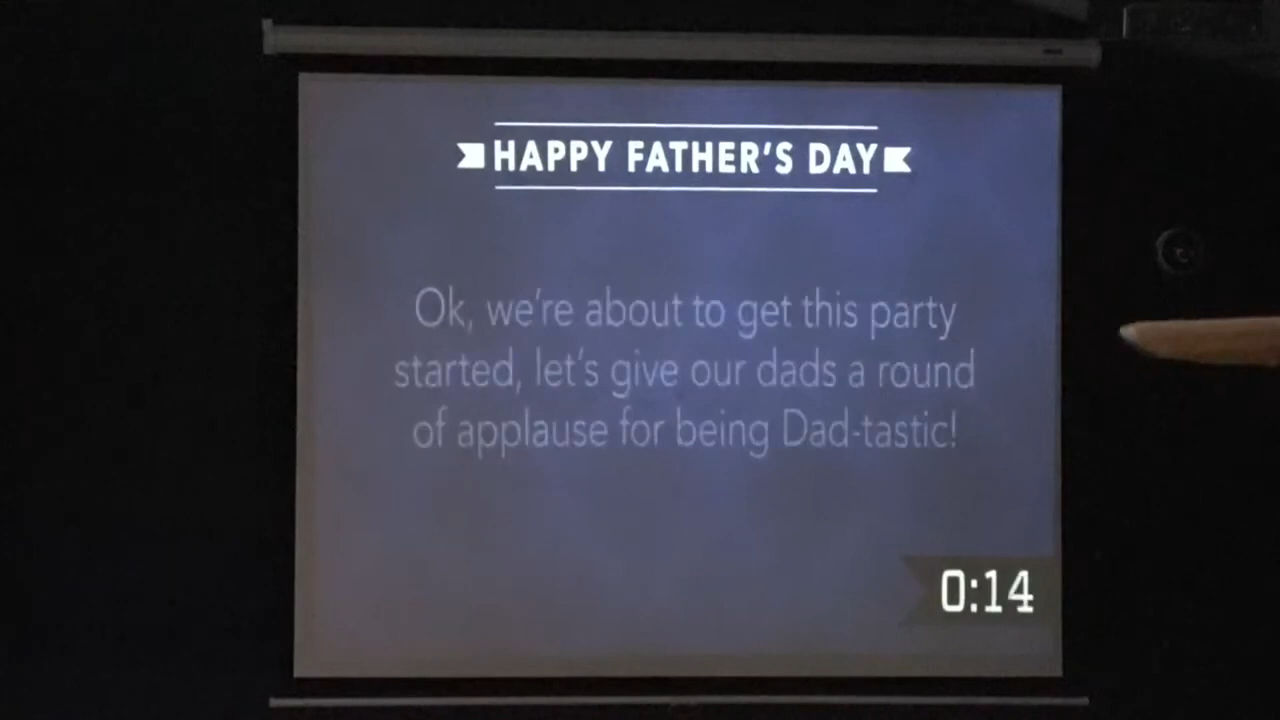 HAPPY FATHER'S DAY
Ok, we're about to get this party
started, let's give our dads a round
of applause for being Dad-tastic!
0:14